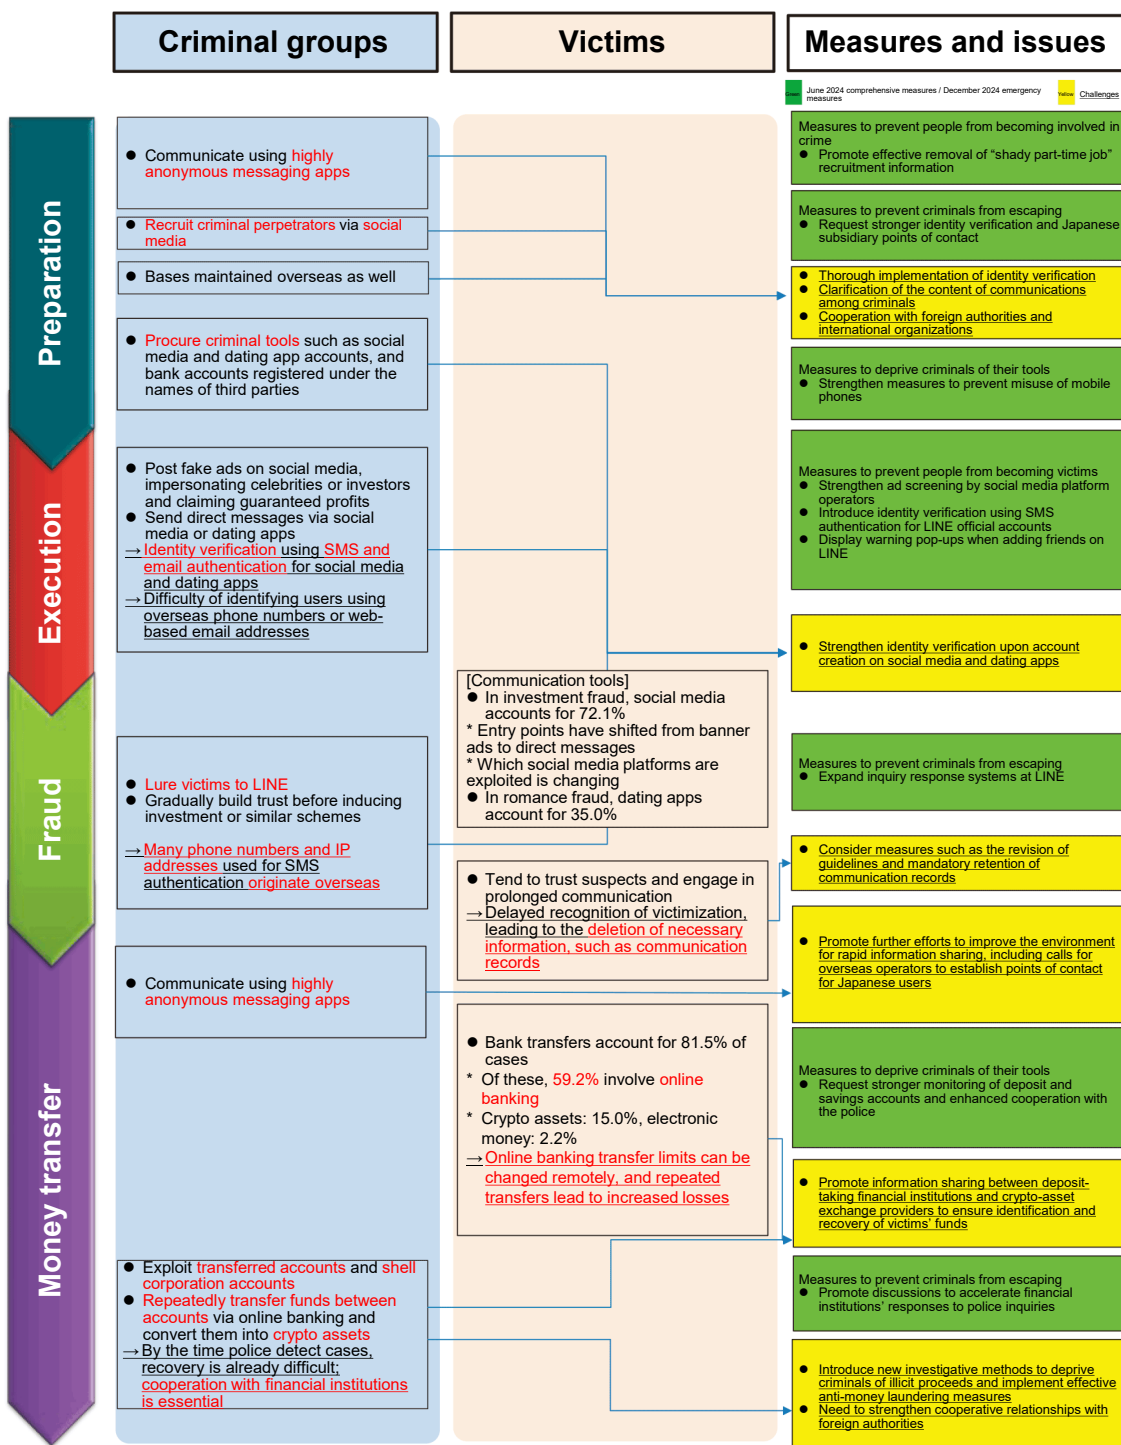 Criminal groups
Victims
Measures and issues
Green
June 2024 comprehensive measures / December 2024 emergency
measures
Yellow
Challenges
Preparation
Execution
Fraud
Money transfer
● Communicate using highly
anonymous messaging apps
● Recruit criminal perpetrators via social
media
● Bases maintained overseas as well
● Procure criminal tools such as social
media and dating app accounts, and
bank accounts registered under the
names of third parties
● Post fake ads on social media,
impersonating celebrities or investors
and claiming guaranteed profits
● Send direct messages via social
media or dating apps
→ Identity verification using SMS and
email authentication for social media
and dating apps
→ Difficulty of identifying users using
overseas phone numbers or web-
based email addresses
● Lure victims to LINE
● Gradually build trust before inducing
investment or similar schemes
→ Many phone numbers and IP
addresses used for SMS
authentication originate overseas
● Communicate using highly
anonymous messaging apps
● Exploit transferred accounts and shell
corporation accounts
● Repeatedly transfer funds between
accounts via online banking and
convert them into crypto assets
→ By the time police detect cases,
recovery is already difficult;
cooperation with financial institutions
is essential
[Communication tools]
● In investment fraud, social media
accounts for 72.1%
* Entry points have shifted from banner
ads to direct messages
* Which social media platforms are
exploited is changing
● In romance fraud, dating apps
account for 35.0%
● Tend to trust suspects and engage in
prolonged communication
→ Delayed recognition of victimization,
leading to the deletion of necessary
information, such as communication
records
● Bank transfers account for 81.5% of
cases
* Of these, 59.2% involve online
banking
* Crypto assets: 15.0%, electronic
money: 2.2%
→ Online banking transfer limits can be
changed remotely, and repeated
transfers lead to increased losses
Measures to prevent people from becoming involved in
crime
● Promote effective removal of “shady part-time job”
recruitment information
Measures to prevent criminals from escaping
● Request stronger identity verification and Japanese
subsidiary points of contact
● Thorough implementation of identity verification
● Clarification of the content of communications
among criminals
● Cooperation with foreign authorities and
international organizations
Measures to deprive criminals of their tools
● Strengthen measures to prevent misuse of mobile
phones
Measures to prevent people from becoming victims
● Strengthen ad screening by social media platform
operators
● Introduce identity verification using SMS
authentication for LINE official accounts
● Display warning pop-ups when adding friends on
LINE
● Strengthen identity verification upon account
creation on social media and dating apps
Measures to prevent criminals from escaping
● Expand inquiry response systems at LINE
● Consider measures such as the revision of
guidelines and mandatory retention of
communication records
● Promote further efforts to improve the environment
for rapid information sharing, including calls for
overseas operators to establish points of contact
for Japanese users
Measures to deprive criminals of their tools
● Request stronger monitoring of deposit and
savings accounts and enhanced cooperation with
the police
● Promote information sharing between deposit-
taking financial institutions and crypto-asset
exchange providers to ensure identification and
recovery of victims’ funds
Measures to prevent criminals from escaping
● Promote discussions to accelerate financial
institutions’ responses to police inquiries
● Introduce new investigative methods to deprive
criminals of illicit proceeds and implement effective
anti-money laundering measures
● Need to strengthen cooperative relationships with
foreign authorities